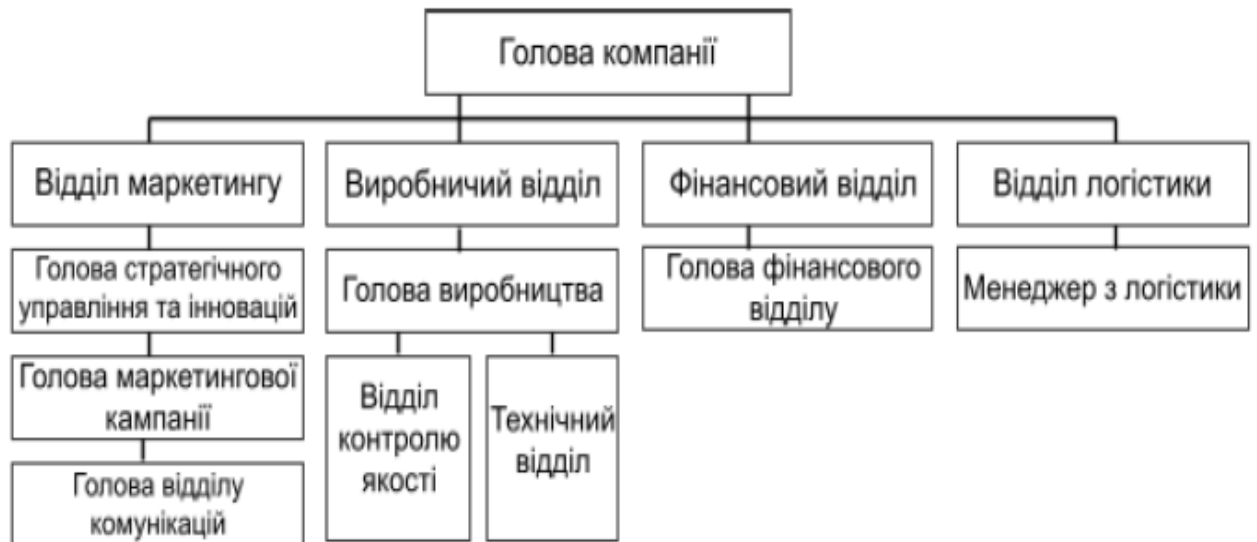 Голова компанії
Відділ маркетингу
Виробничий відділ
Фінансовий відділ
Відділ логістики
Голова стратегічного
управління та інновацій
Голова виробництва
Голова фінансового
відділу
Менеджер з логістики
Голова маркетингової
кампанії
Відділ
контролю
якості
Технічний
відділ
Голова відділу
комунікацій